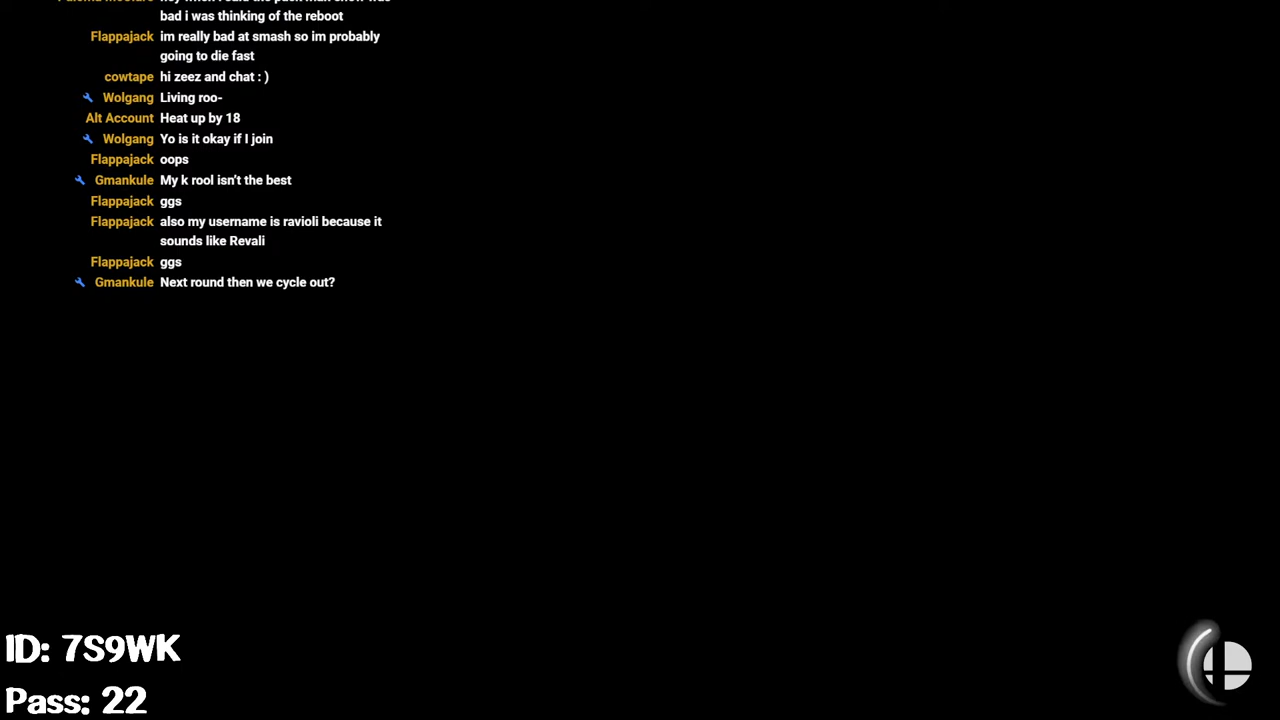 bad i was thinking of the reboot
Flappajack im really bad at smash so im probably
going to die fast
cowtape hi zeez and chat : )
Wolgang Living roo-
Alt Account Heat up by 18
Wolgang Yo is it okay if I join
Flappajack oops
Gmankule My k rool isn't the best
Flappajack ggs
Flappajack also my username is ravioli because it
sounds like Revali
Flappajack ggs
Gmankule Next round then we cycle out?
ID: 7S9WK
Pass: 22